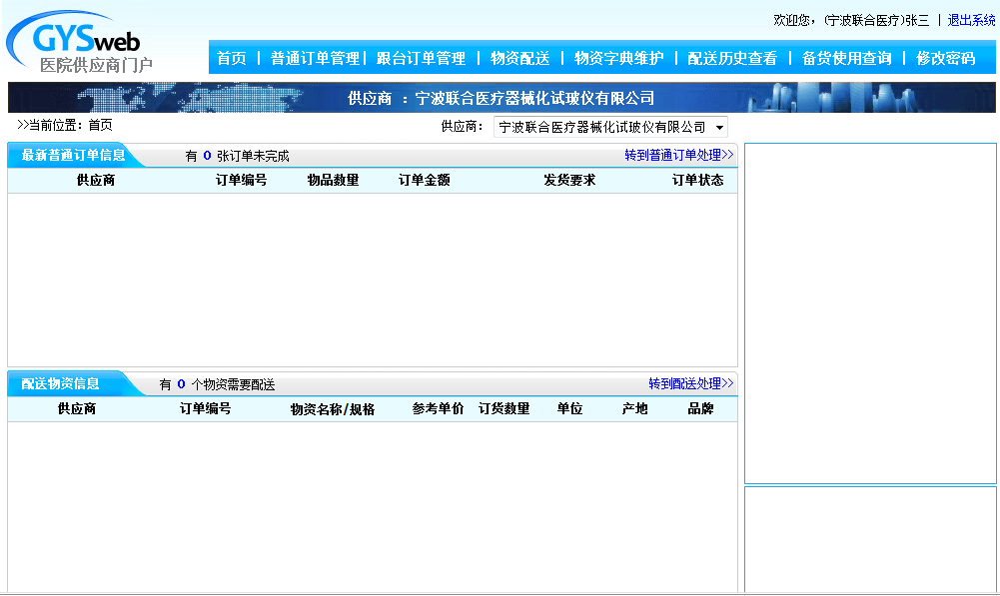 欢迎您，(宁波联合医疗)张三 | 退出系统
GYSweb
医院供应商门户
首页 | 普通订单管理 | 跟台订单管理 | 物资配送 | 物资字典维护 | 配送历史查看 | 备货使用查询 | 修改密码
供应商 ：宁波联合医疗器械化试玻仪有限公司
>>当前位置：首页 供应商： 宁波联合医疗器械化试玻仪有限公司
最新普通订单信息 有 0 张订单未完成 转到普通订单处理>>
供应商 订单编号 物品数量 订单金额 发货要求 订单状态
配送物资信息 有 0 个物资需要配送 转到配送处理>>
供应商 订单编号 物资名称/规格 参考单价 订货数量 单位 产地 品牌